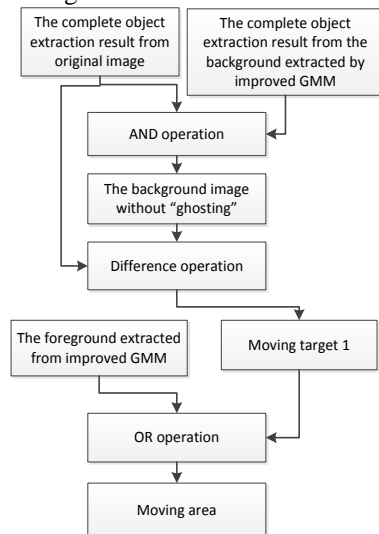 The complete object
extraction result from
original image
The complete object
extraction result from the
background extracted by
improved GMM
AND operation
The background image
without “ghosting”
Difference operation
The foreground extracted
from improved GMM
Moving target 1
OR operation
Moving area